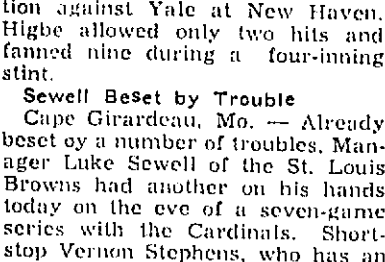 tion against Yale at New Haven.
Higbe allowed only two hits and
fanned nine during a four-inning
stint.
Sewell Beset by Trouble
Cape Girardeau, Mo. — Already
beset by a number of troubles, Man-
ager Luke Sewell of the St. Louis
Browns had another on his hands
today on the eve of a seven-game
series with the Cardinals. Short-
stop Vernon Stephens, who has an